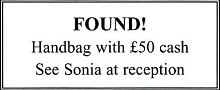 FOUND!
Handbag with £50 cash
See Sonia at reception